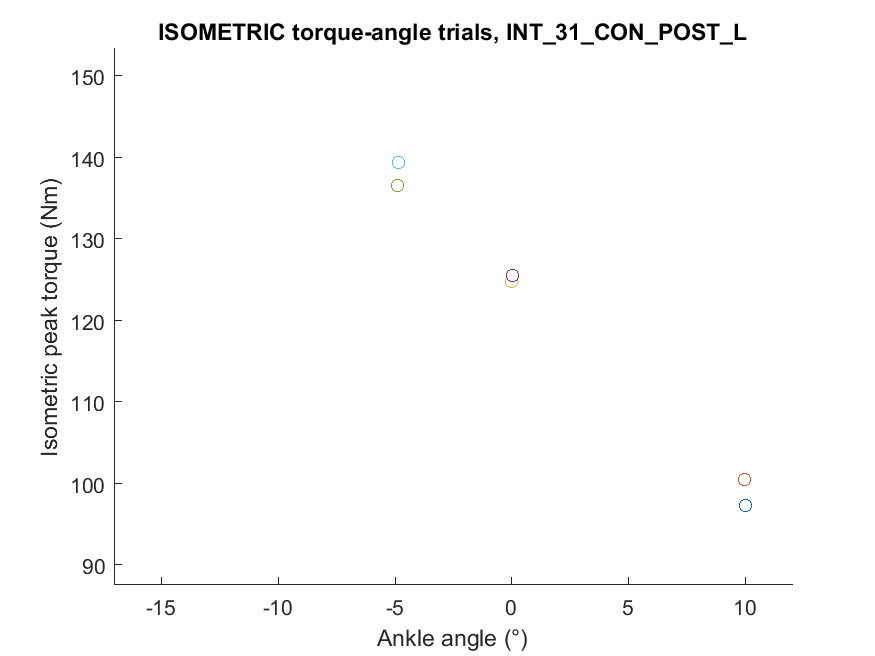 ISOMETRIC torque-angle trials, INT_31_CON_POST_L
Isometric peak torque (Nm)
150
140
130
120
110
100
90
-15 -10 -5 0 5 10
Ankle angle (°)